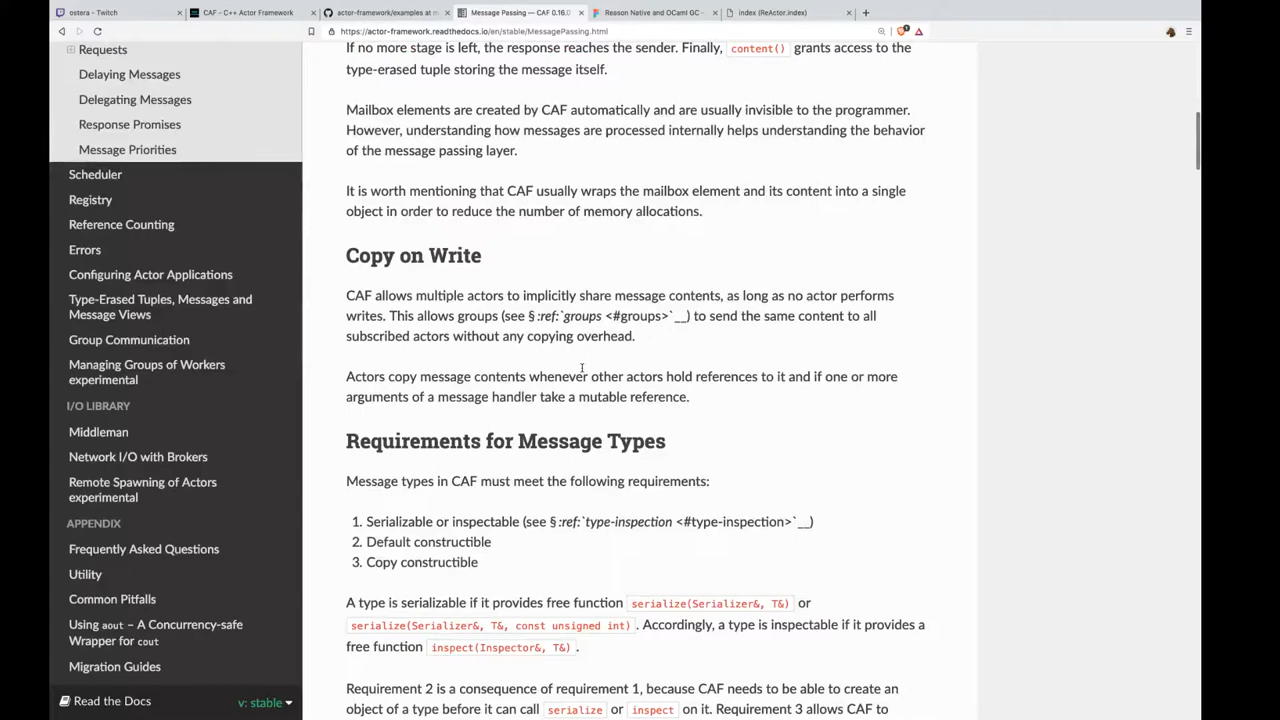 ostera - Twitch
CAF - C++ Actor Framework
actor-framework/examples at m
Message Passing — CAF 0.16.0
Reason Native and OCaml GC -
index (ReActor.index)
https://actor-framework.readthedocs.io/en/stable/MessagePassing.html
Requests
Delaying Messages
Delegating Messages
Response Promises
Message Priorities
Scheduler
Registry
Reference Counting
Errors
Configuring Actor Applications
Type-Erased Tuples, Messages and
Message Views
Group Communication
Managing Groups of Workers
experimental
I/O LIBRARY
Middleman
Network I/O with Brokers
Remote Spawning of Actors
experimental
APPENDIX
Frequently Asked Questions
Utility
Common Pitfalls
Using aout – A Concurrency-safe
Wrapper for cout
Migration Guides
Read the Docs
v: stable
If no more stage is left, the response reaches the sender. Finally, content() grants access to the
type-erased tuple storing the message itself.
Mailbox elements are created by CAF automatically and are usually invisible to the programmer.
However, understanding how messages are processed internally helps understanding the behavior
of the message passing layer.
It is worth mentioning that CAF usually wraps the mailbox element and its content into a single
object in order to reduce the number of memory allocations.
Copy on Write
CAF allows multiple actors to implicitly share message contents, as long as no actor performs
writes. This allows groups (see § :ref:`groups <#groups>`__) to send the same content to all
subscribed actors without any copying overhead.
Actors copy message contents whenever other actors hold references to it and if one or more
arguments of a message handler take a mutable reference.
Requirements for Message Types
Message types in CAF must meet the following requirements:
1. Serializable or inspectable (see § :ref:`type-inspection <#type-inspection>`__)
2. Default constructible
3. Copy constructible
A type is serializable if it provides free function serialize(Serializer&, T&) or
serialize(Serializer&, T&, const unsigned int). Accordingly, a type is inspectable if it provides a
free function inspect(Inspector&, T&).
Requirement 2 is a consequence of requirement 1, because CAF needs to be able to create an
object of a type before it can call serialize or inspect on it. Requirement 3 allows CAF to